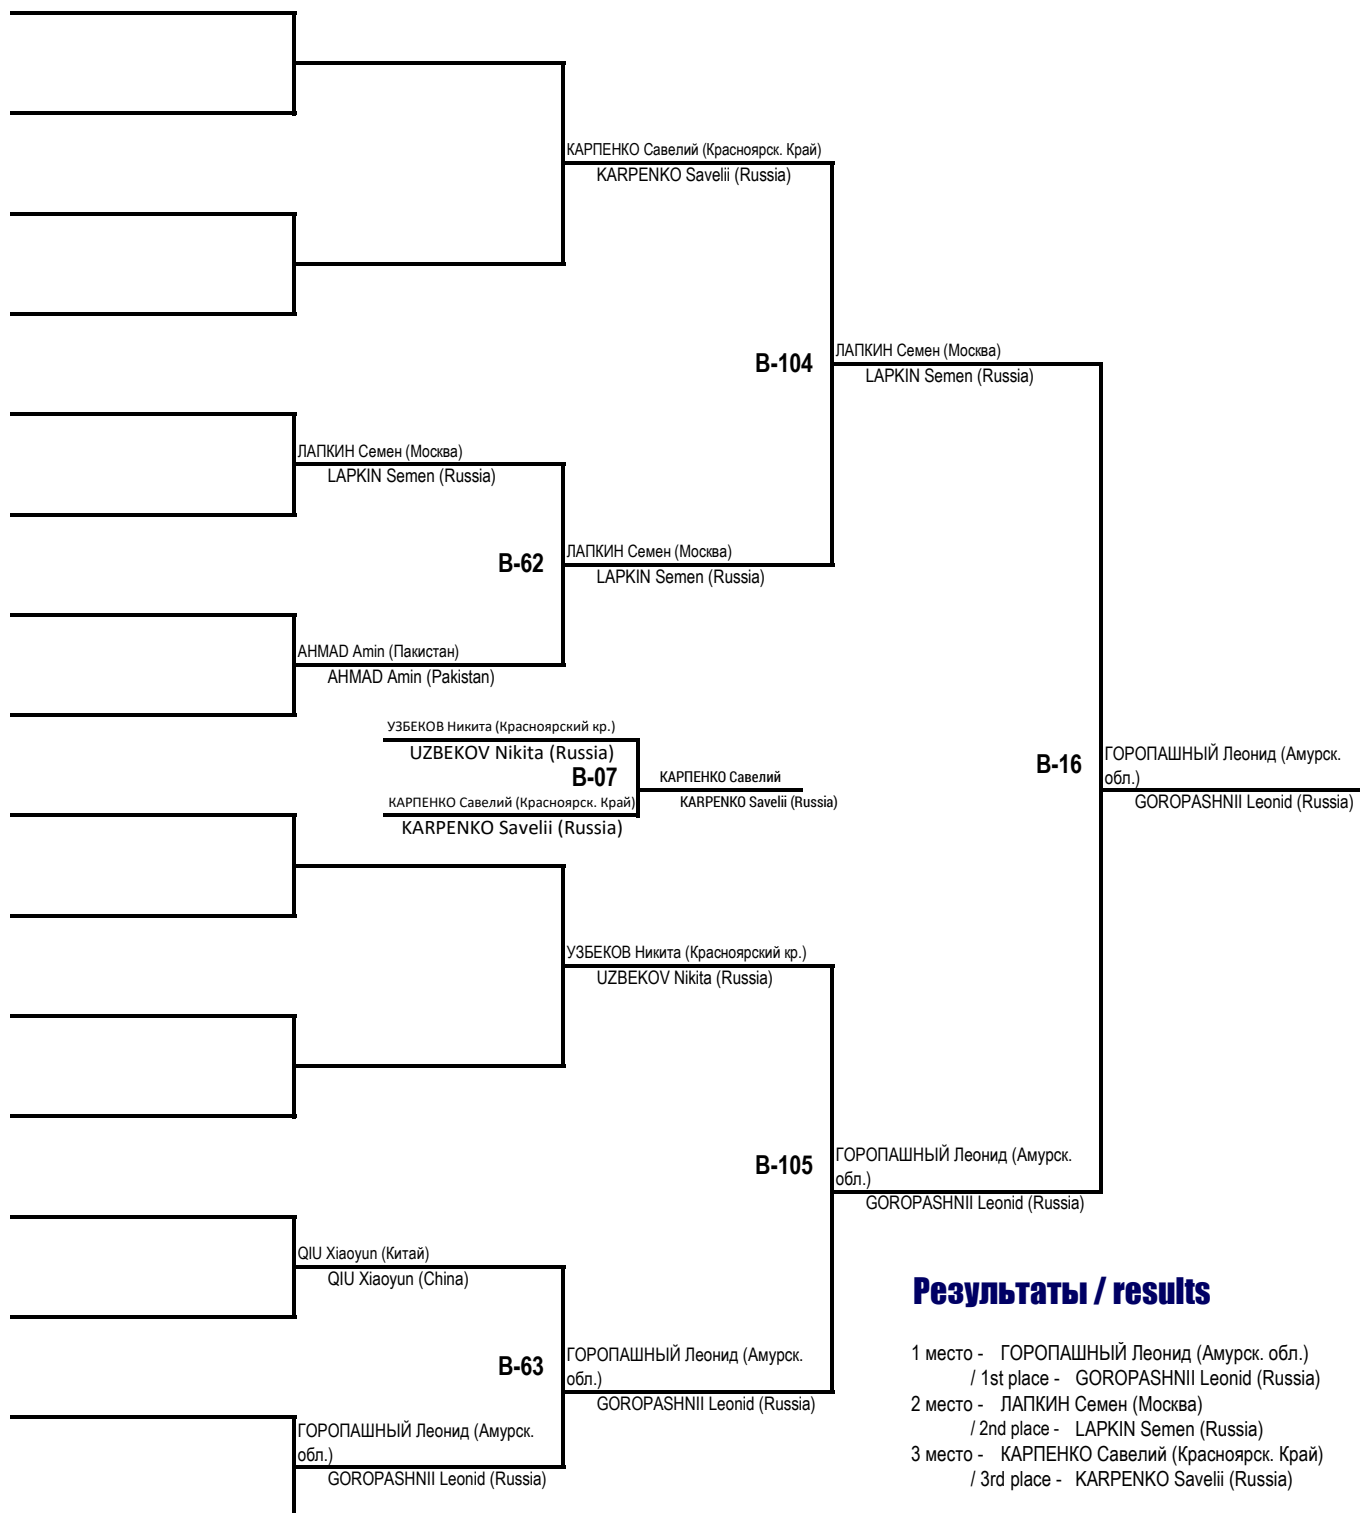 КАРПЕНКО Савелий (Красноярск. Край)
KARPENKO Savelii (Russia)
B-104
ЛАПКИН Семен (Москва)
LAPKIN Semen (Russia)
ЛАПКИН Семен (Москва)
LAPKIN Semen (Russia)
B-62
ЛАПКИН Семен (Москва)
LAPKIN Semen (Russia)
AHMAD Amin (Пакистан)
AHMAD Amin (Pakistan)
УЗБЕКОВ Никита (Красноярский кр.)
UZBEKOV Nikita (Russia)
B-07
КАРПЕНКО Савелий
KARPENKO Savelii (Russia)
КАРПЕНКО Савелий (Красноярск. Край)
KARPENKO Savelii (Russia)
B-16
ГОРОПАШНЫЙ Леонид (Амурск.
обл.)
GOROPASHNII Leonid (Russia)
УЗБЕКОВ Никита (Красноярский кр.)
UZBEKOV Nikita (Russia)
B-105
ГОРОПАШНЫЙ Леонид (Амурск.
обл.)
GOROPASHNII Leonid (Russia)
QIU Xiaoyun (Китай)
QIU Xiaoyun (China)
B-63
ГОРОПАШНЫЙ Леонид (Амурск.
обл.)
GOROPASHNII Leonid (Russia)
ГОРОПАШНЫЙ Леонид (Амурск.
обл.)
GOROPASHNII Leonid (Russia)
Результаты / results
1 место - ГОРОПАШНЫЙ Леонид (Амурск. обл.)
/ 1st place - GOROPASHNII Leonid (Russia)
2 место - ЛАПКИН Семен (Москва)
/ 2nd place - LAPKIN Semen (Russia)
3 место - КАРПЕНКО Савелий (Красноярск. Край)
/ 3rd place - KARPENKO Savelii (Russia)